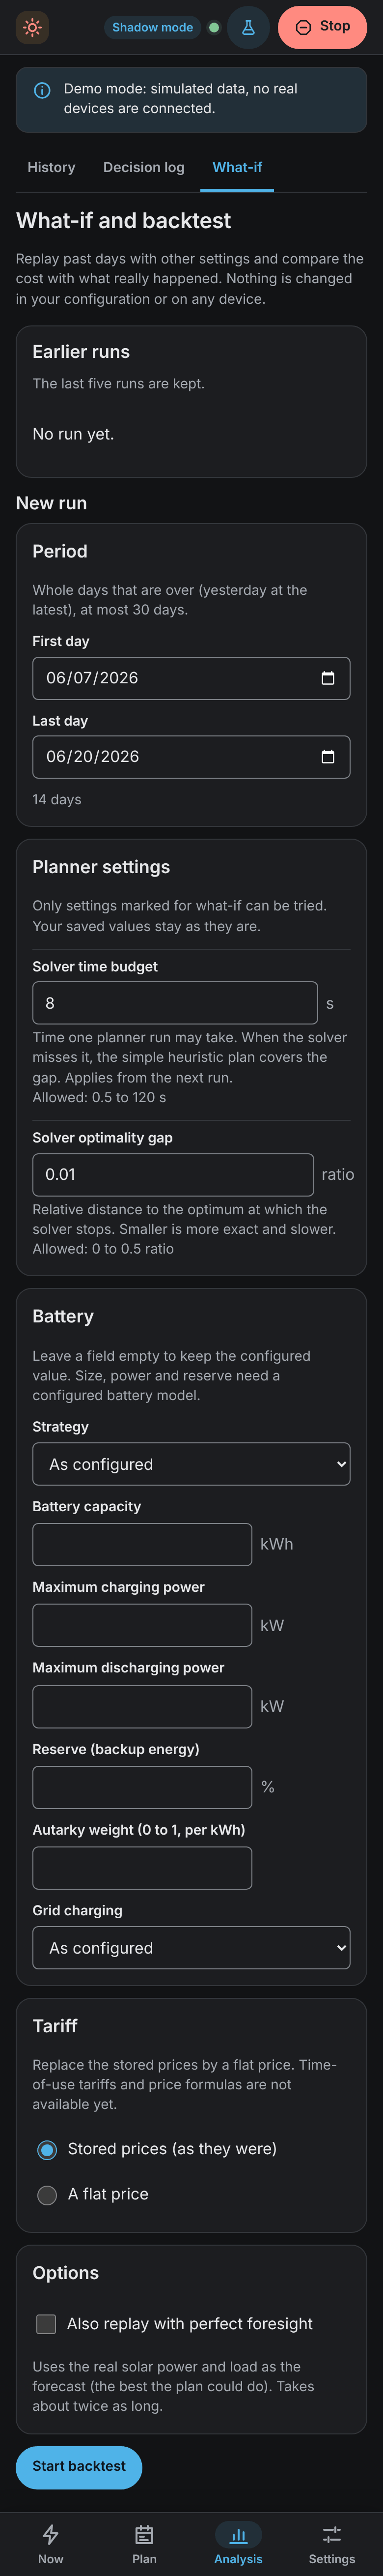 Shadow mode
Stop
Demo mode: simulated data, no real
devices are connected.
History
Decision log
What-if
What-if and backtest
Replay past days with other settings and compare the
cost with what really happened. Nothing is changed
in your configuration or on any device.
Earlier runs
The last five runs are kept.
No run yet.
New run
Period
Whole days that are over (yesterday at the
latest), at most 30 days.
First day
06/07/2026
Last day
06/20/2026
14 days
Planner settings
Only settings marked for what-if can be tried.
Your saved values stay as they are.
Solver time budget
8 s
Time one planner run may take. When the solver
misses it, the simple heuristic plan covers the
gap. Applies from the next run.
Allowed: 0.5 to 120 s
Solver optimality gap
0.01 ratio
Relative distance to the optimum at which the
solver stops. Smaller is more exact and slower.
Allowed: 0 to 0.5 ratio
Battery
Leave a field empty to keep the configured
value. Size, power and reserve need a
configured battery model.
Strategy
As configured
Battery capacity
kWh
Maximum charging power
kW
Maximum discharging power
kW
Reserve (backup energy)
%
Autarky weight (0 to 1, per kWh)
Grid charging
As configured
Tariff
Replace the stored prices by a flat price. Time-
of-use tariffs and price formulas are not
available yet.
Stored prices (as they were)
A flat price
Options
Also replay with perfect foresight
Uses the real solar power and load as the
forecast (the best the plan could do). Takes
about twice as long.
Start backtest
Now
Plan
Analysis
Settings